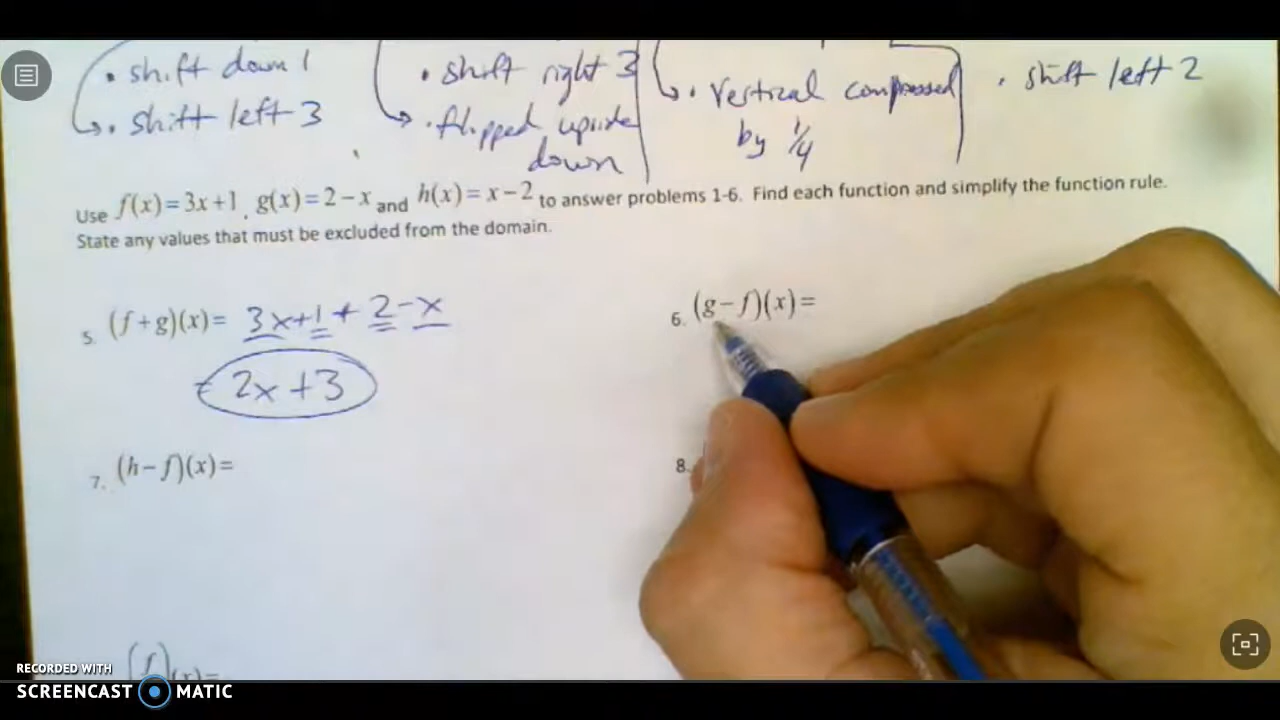 • shift down 1
• shift left 3
• shift right 3
• flipped upside down
• vertical compressed by 1/4
• shift left 2
Use f(x)=3x+1, g(x)=2-x and h(x)=x-2 to answer problems 1-6. Find each function and simplify the function rule.
State any values that must be excluded from the domain.
5. (f+g)(x)= 3x+1 + 2-x
= 2x+3
6. (g-f)(x)=
7. (h-f)(x)=
8.
RECORDED WITH
SCREENCAST MATIC